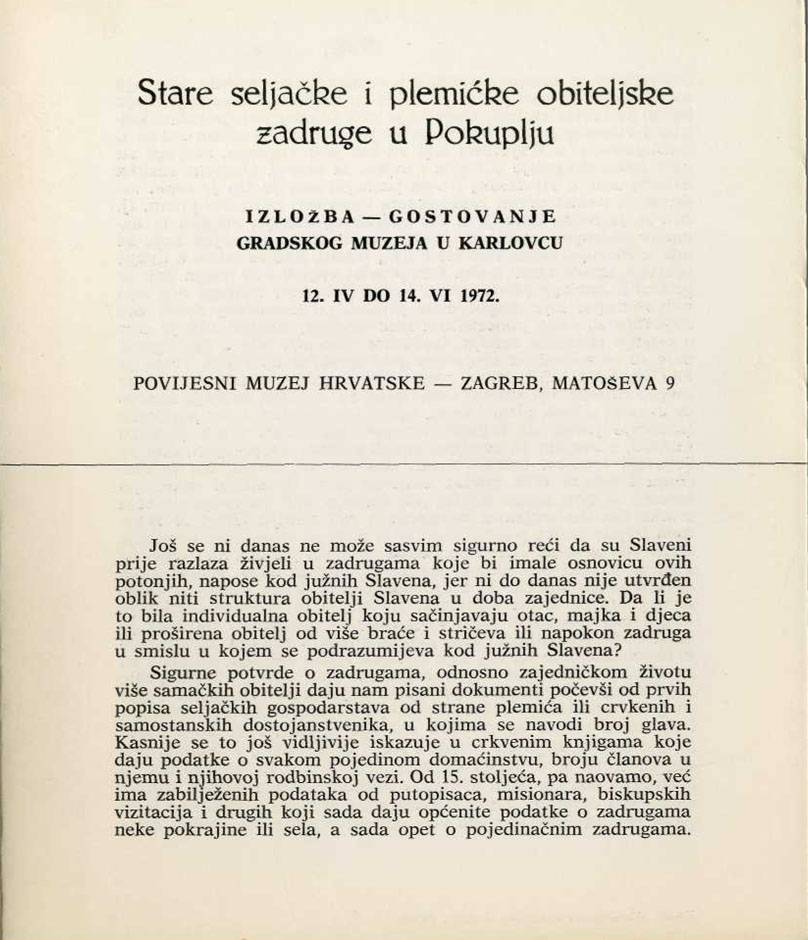 Stare seljačke i plemićke obiteljske
zadruge u Pokuplju
IZLOŽBA — GOSTOVANJE
GRADSKOG MUZEJA U KARLOVCU
12. IV DO 14. VI 1972.
POVIJESNI MUZEJ HRVATSKE — ZAGREB, MATOŠEVA 9
Još se ni danas ne može sasvim sigurno reći da su Slaveni
prije razlaza živjeli u zadrugama koje bi imale osnovicu ovih
potonjih, napose kod južnih Slavena, jer ni do danas nije utvrđen
oblik niti struktura obitelji Slavena u doba zajednice. Da li je
to bila individualna obitelj koju sačinjavaju otac, majka i djeca
ili proširena obitelj od više braće i stričeva ili napokon zadruga
u smislu u kojem se podrazumijeva kod južnih Slavena?
Sigurne potvrde o zadrugama, odnosno zajedničkom životu
više samačkih obitelji daju nam pisani dokumenti počevši od prvih
popisa seljačkih gospodarstava od strane plemića ili crvkenih i
samostanskih dostojanstvenika, u kojima se navodi broj glava.
Kasnije se to još vidljivije iskazuje u crkvenim knjigama koje
daju podatke o svakom pojedinom domaćinstvu, broju članova u
njemu i njihovoj rodbinskoj vezi. Od 15. stoljeća, pa naovamo, već
ima zabilježenih podataka od putopisaca, misionara, biskupskih
vizitacija i drugih koji sada daju općenite podatke o zadrugama
neke pokrajine ili sela, a sada opet o pojedinačnim zadrugama.